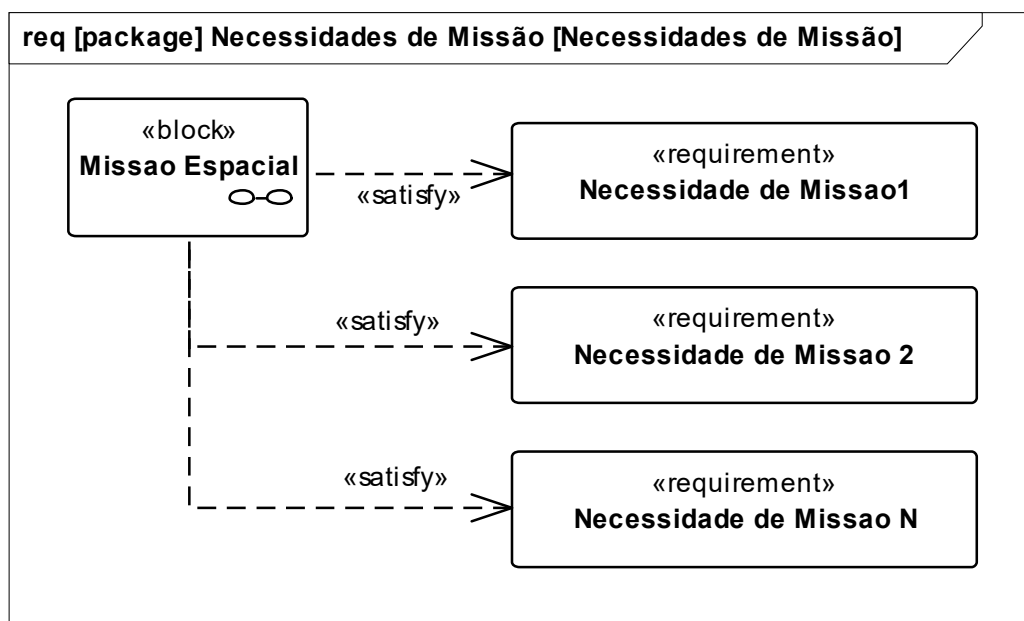 req [package] Necessidades de Missão [Necessidades de Missão]
«block»
Missao Espacial
«satisfy»
«requirement»
Necessidade de Missao1
«satisfy»
«requirement»
Necessidade de Missao 2
«satisfy»
«requirement»
Necessidade de Missao N